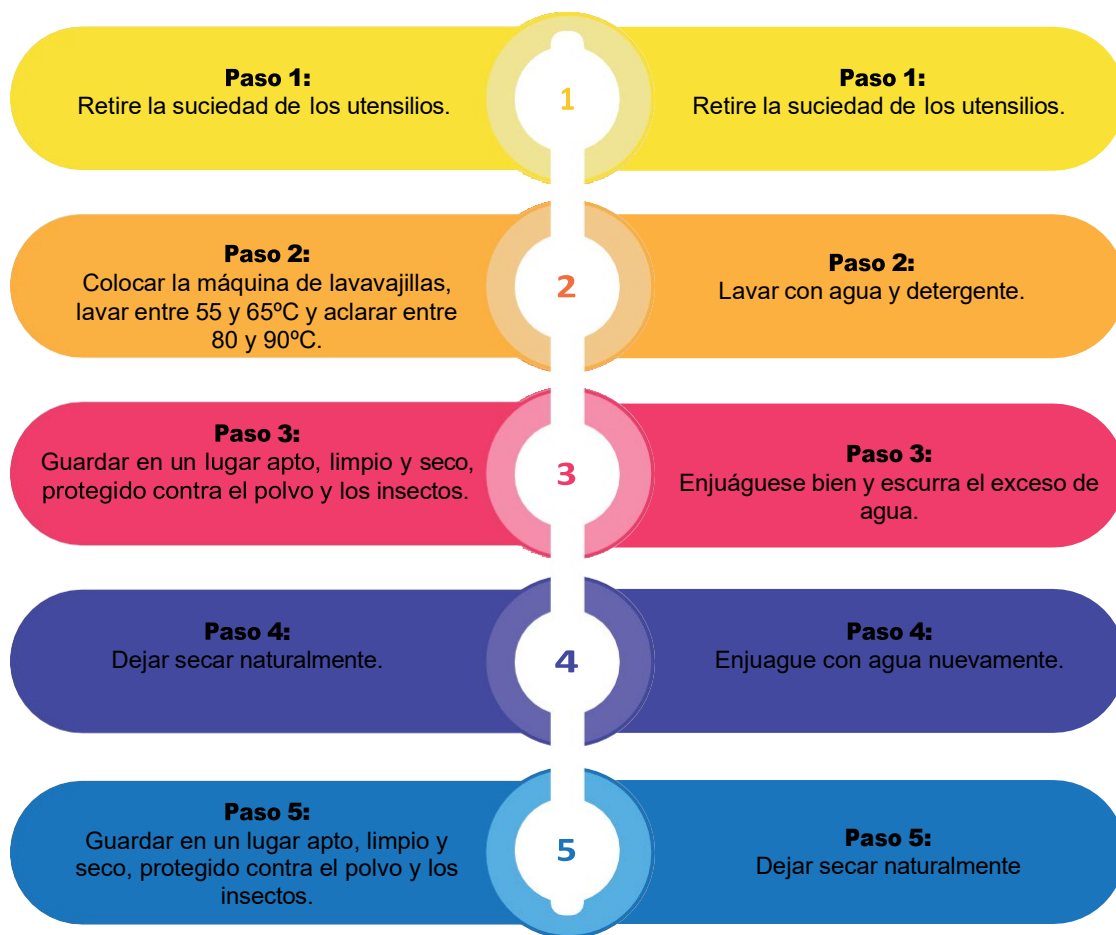 Paso 1:
Retire la suciedad de los utensilios.
1
Paso 1:
Retire la suciedad de los utensilios.
Paso 2:
Colocar la máquina de lavavajillas,
lavar entre 55 y 65ºC y aclarar entre
80 y 90ºC.
2
Paso 2:
Lavar con agua y detergente.
Paso 3:
Guardar en un lugar apto, limpio y seco,
protegido contra el polvo y los insectos.
3
Paso 3:
Enjuáguese bien y escurra el exceso de
agua.
Paso 4:
Dejar secar naturalmente.
4
Paso 4:
Enjuague con agua nuevamente.
Paso 5:
Guardar en un lugar apto, limpio y
seco, protegido contra el polvo y los
insectos.
5
Paso 5:
Dejar secar naturalmente